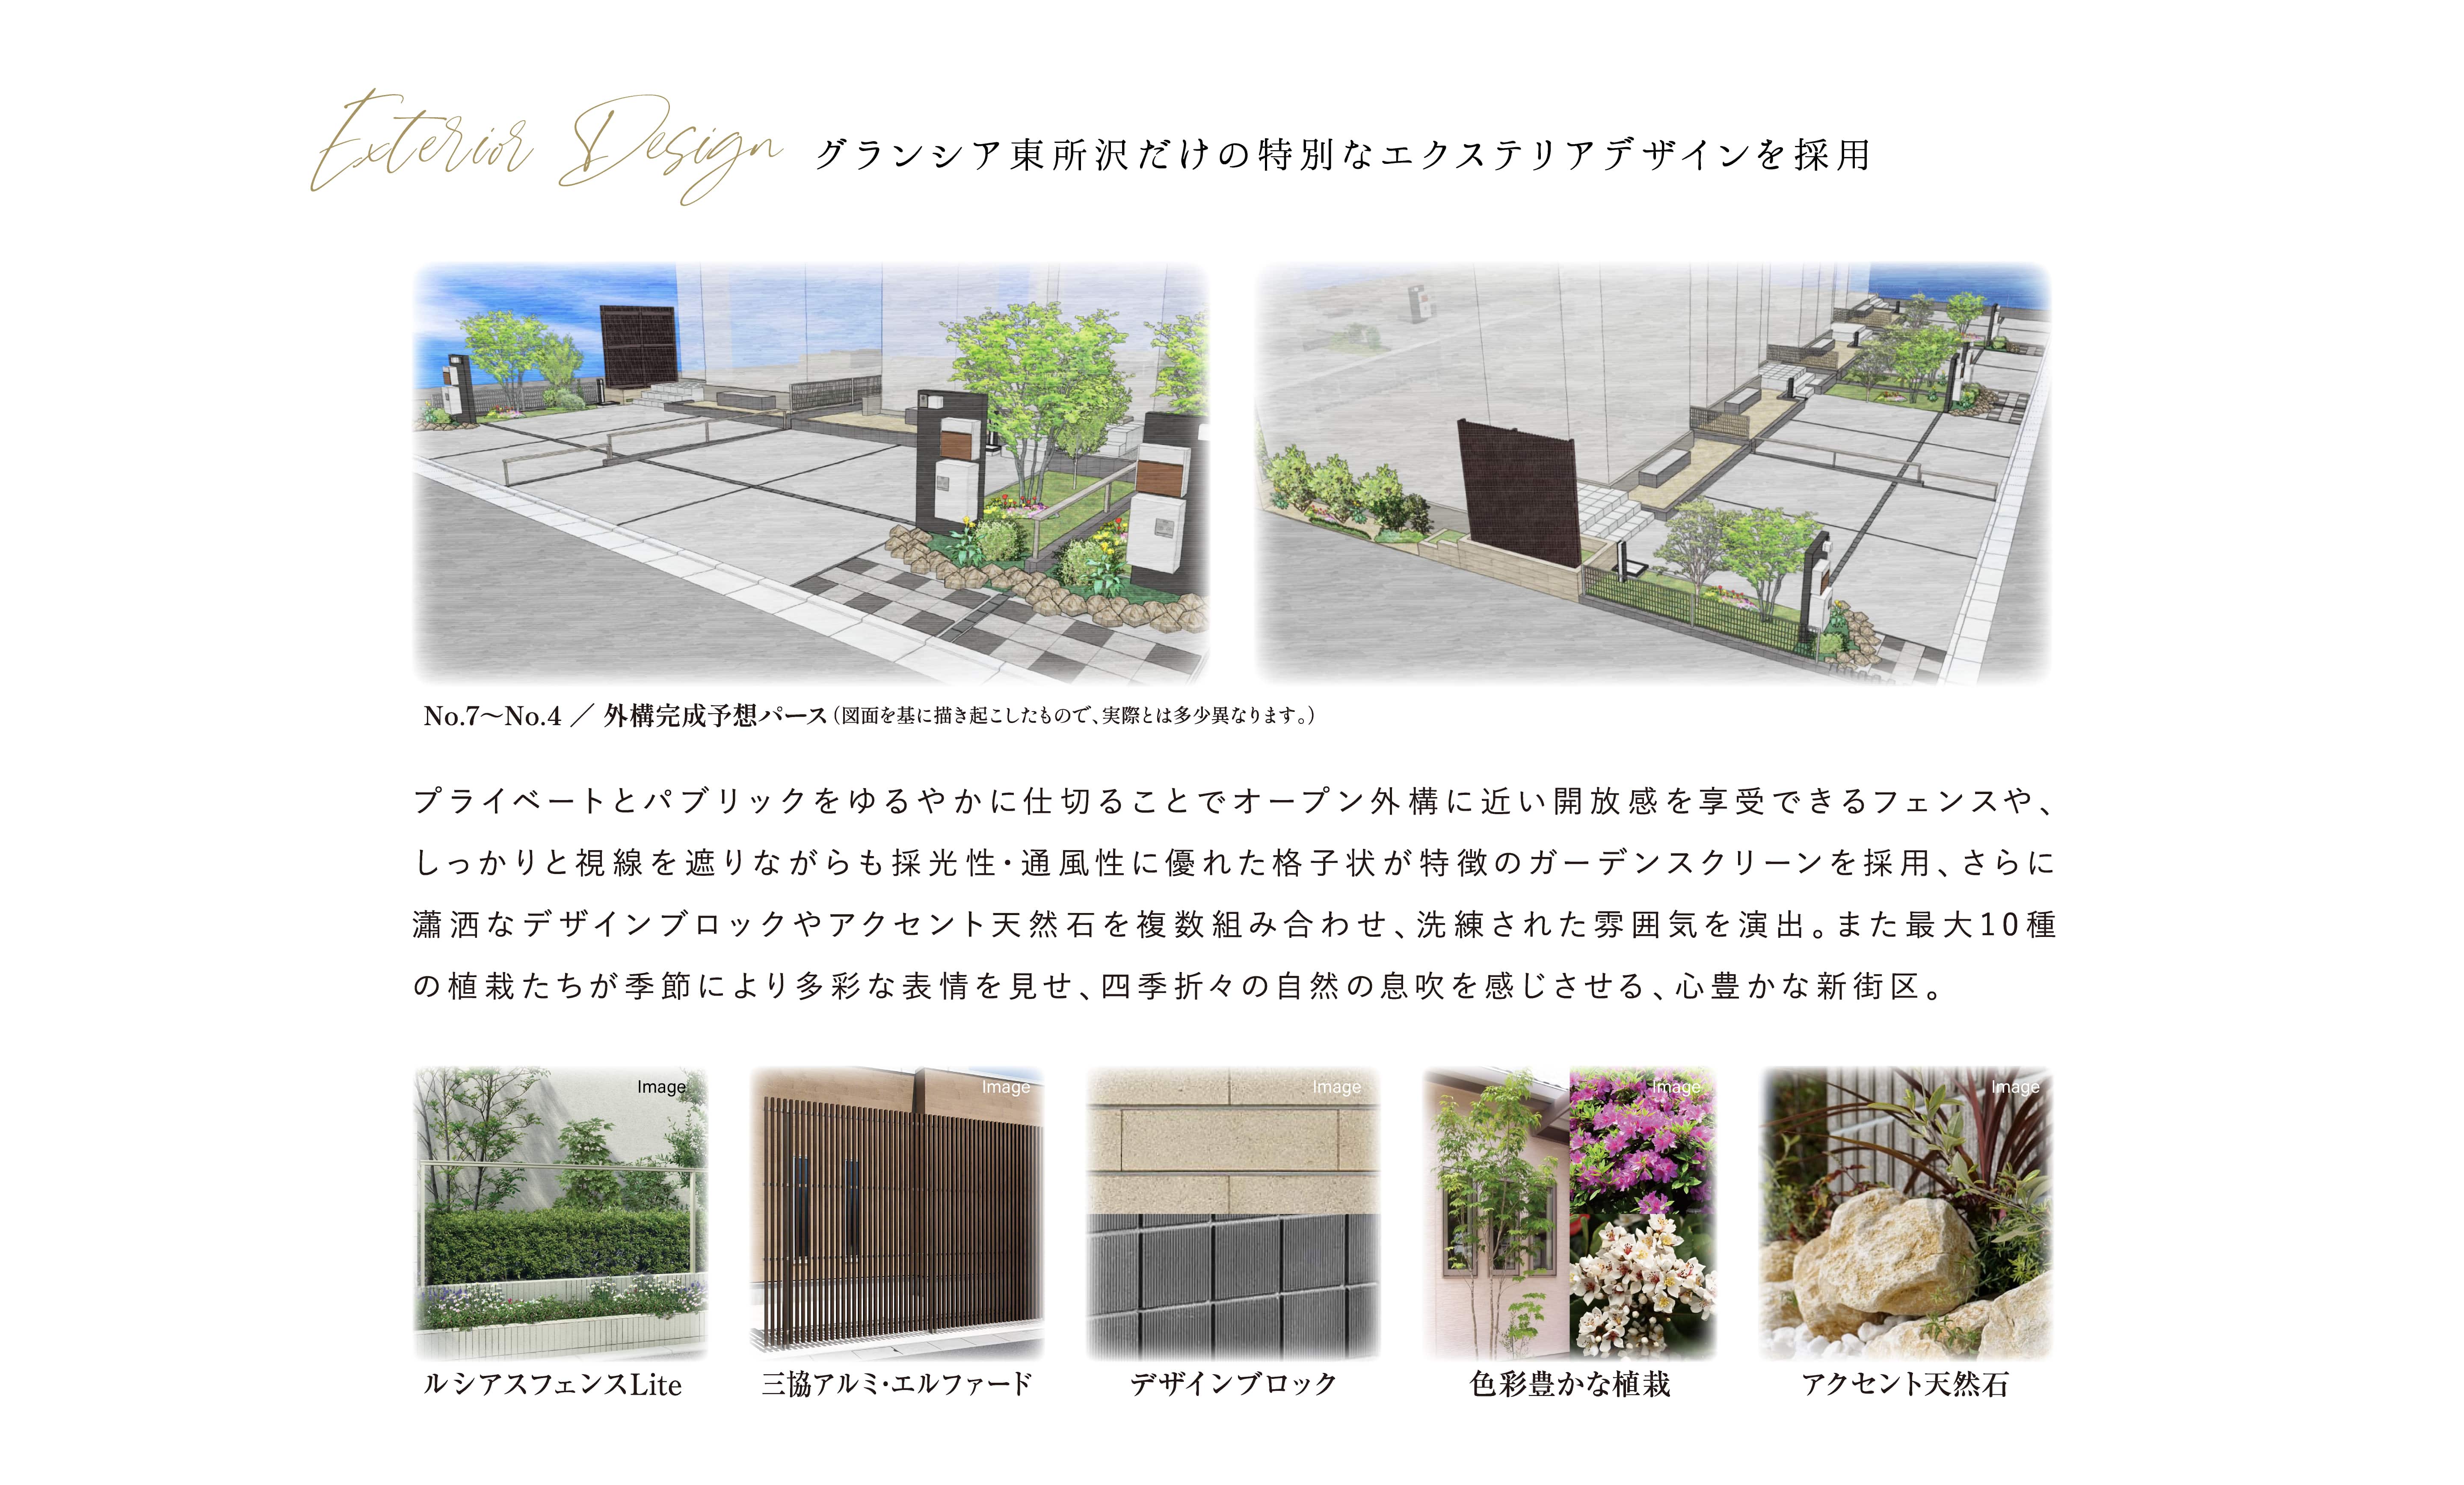 Exterior Design グランシア東所沢だけの特別なエクステリアデザインを採用
No.7〜No.4 ／ 外構完成予想パース（図面を基に描き起こしたもので、実際とは多少異なります。）
プライベートとパブリックをゆるやかに仕切ることでオープン外構に近い開放感を享受できるフェンスや、
しっかりと視線を遮りながらも採光性・通風性に優れた格子状が特徴のガーデンスクリーンを採用、さらに
瀟洒なデザインブロックやアクセント天然石を複数組み合わせ、洗練された雰囲気を演出。また最大10種
の植栽たちが季節により多彩な表情を見せ、四季折々の自然の息吹を感じさせる、心豊かな新街区。
Image
Image
Image
Image
Image
ルシアスフェンスLite
三協アルミ・エルファード
デザインブロック
色彩豊かな植栽
アクセント天然石